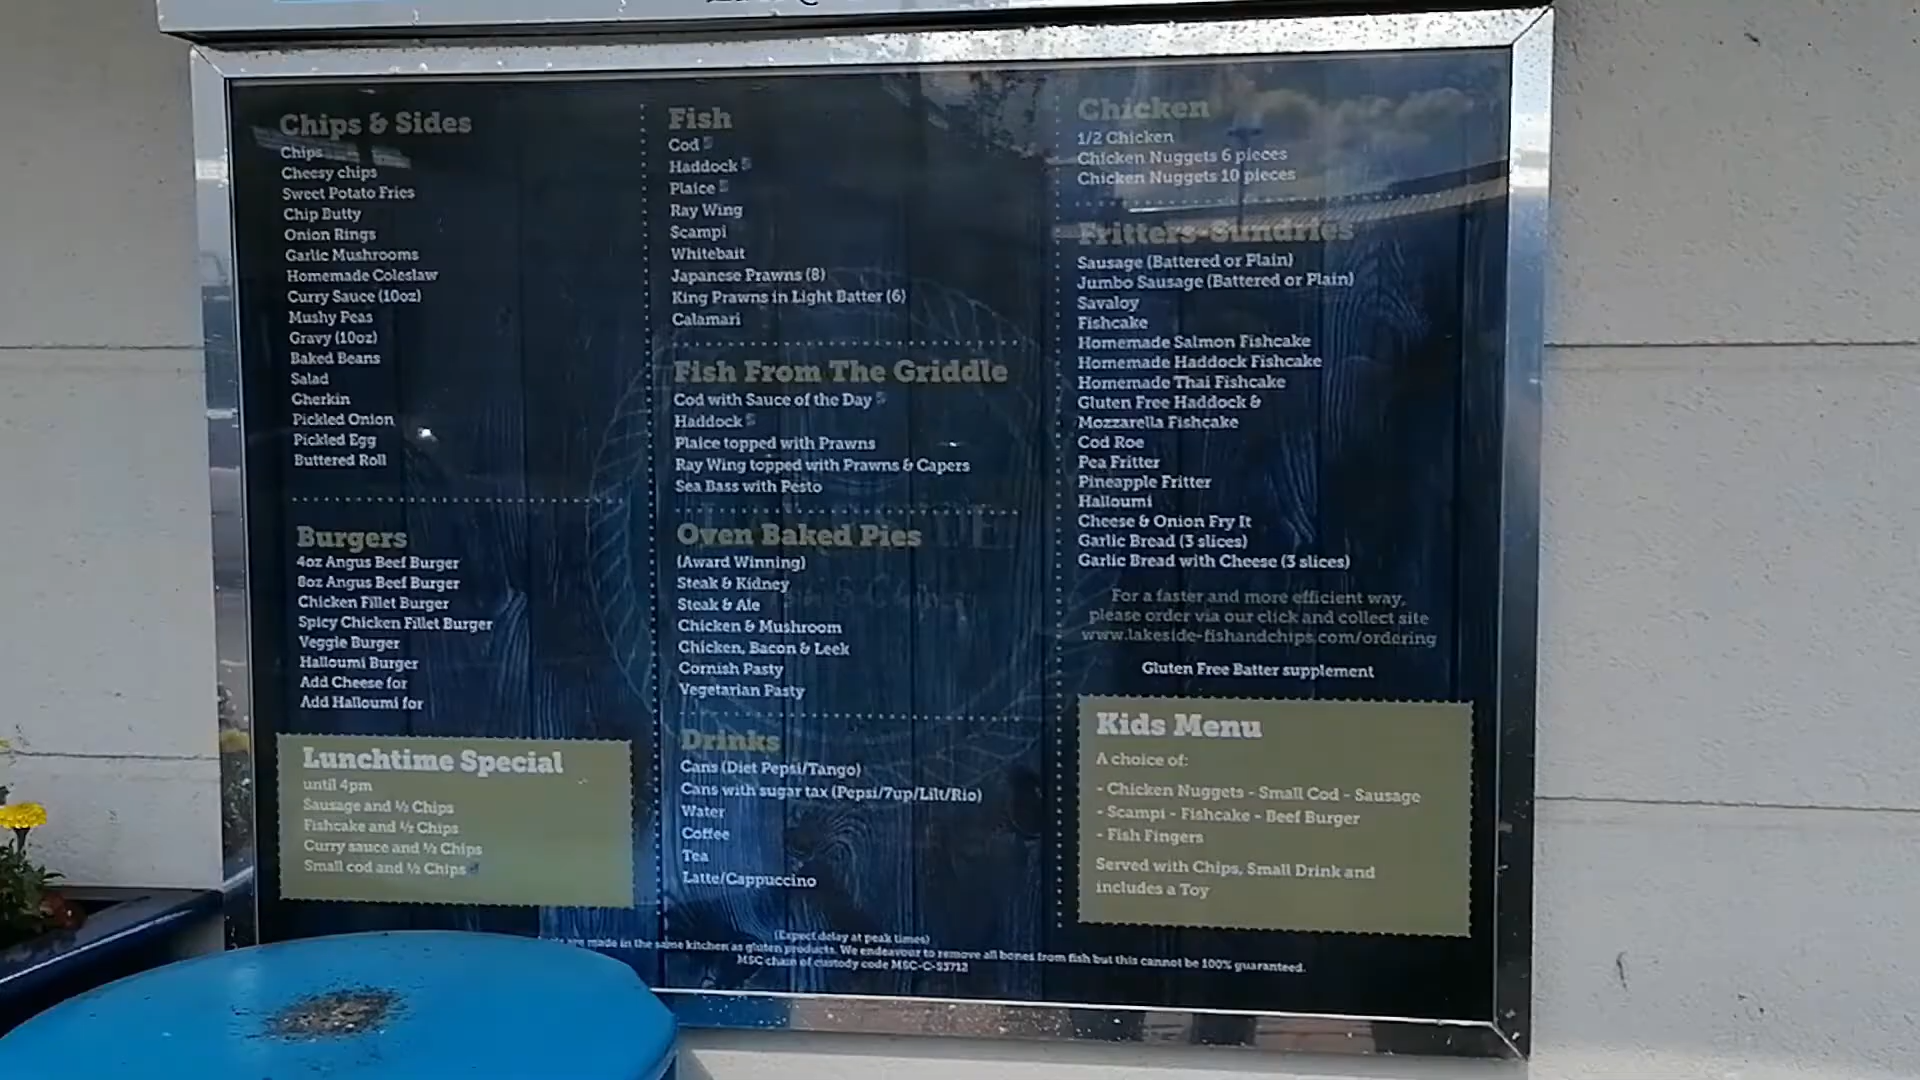 Chips & Sides
Chips
Cheesy chips
Sweet Potato Fries
Chip Butty
Onion Rings
Garlic Mushrooms
Homemade Coleslaw
Curry Sauce (10oz)
Mushy Peas
Gravy (10oz)
Baked Beans
Salad
Gherkin
Pickled Onion
Pickled Egg
Buttered Roll
Burgers
4oz Angus Beef Burger
8oz Angus Beef Burger
Chicken Fillet Burger
Spicy Chicken Fillet Burger
Veggie Burger
Halloumi Burger
Add Cheese for
Add Halloumi for
Lunchtime Special
until 4pm
Sausage and ½ Chips
Fishcake and ½ Chips
Curry sauce and ½ Chips
Small cod and ½ Chips
Fish
Cod
Haddock
Plaice
Ray Wing
Scampi
Whitebait
Japanese Prawns (8)
King Prawns in Light Batter (6)
Calamari
Fish From The Griddle
Cod with Sauce of the Day
Haddock
Plaice topped with Prawns
Ray Wing topped with Prawns & Capers
Sea Bass with Pesto
Oven Baked Pies
(Award Winning)
Steak & Kidney
Steak & Ale
Chicken & Mushroom
Chicken, Bacon & Leek
Cornish Pasty
Vegetarian Pasty
Drinks
Cans (Diet Pepsi/Tango)
Cans with sugar tax (Pepsi/7up/Lilt/Rio)
Water
Coffee
Tea
Latte/Cappuccino
Chicken
1/2 Chicken
Chicken Nuggets 6 pieces
Chicken Nuggets 10 pieces
Fritters-Sundries
Sausage (Battered or Plain)
Jumbo Sausage (Battered or Plain)
Savaloy
Fishcake
Homemade Salmon Fishcake
Homemade Haddock Fishcake
Homemade Thai Fishcake
Gluten Free Haddock &
Mozzarella Fishcake
Cod Roe
Pea Fritter
Pineapple Fritter
Halloumi
Cheese & Onion Fry It
Garlic Bread (3 slices)
Garlic Bread with Cheese (3 slices)
For a faster and more efficient way,
please order via our click and collect site
www.lakeside-fishandchips.com/ordering
Gluten Free Batter supplement
Kids Menu
A choice of:
- Chicken Nuggets - Small Cod - Sausage
- Scampi - Fishcake - Beef Burger
- Fish Fingers
Served with Chips, Small Drink and
includes a Toy
(Expect delay at peak times)
are made in the same kitchen as gluten products. We endeavour to remove all bones from fish but this cannot be 100% guaranteed.
MSC chain of custody code MSC-C-53712